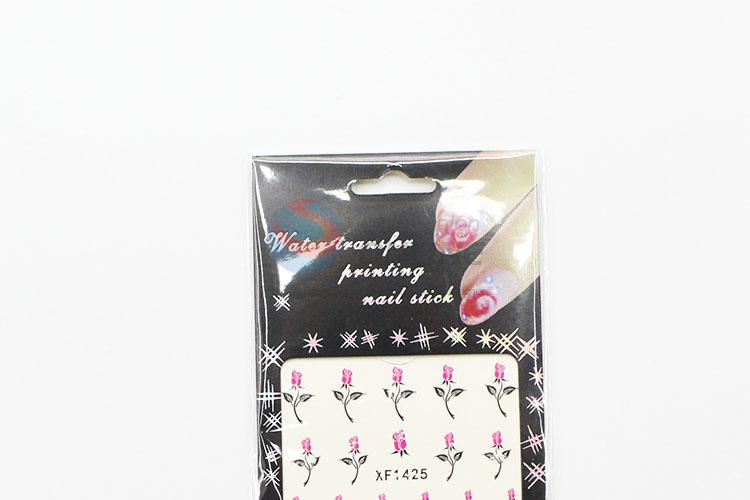 Water transfer
printing
nail stick
XF1425